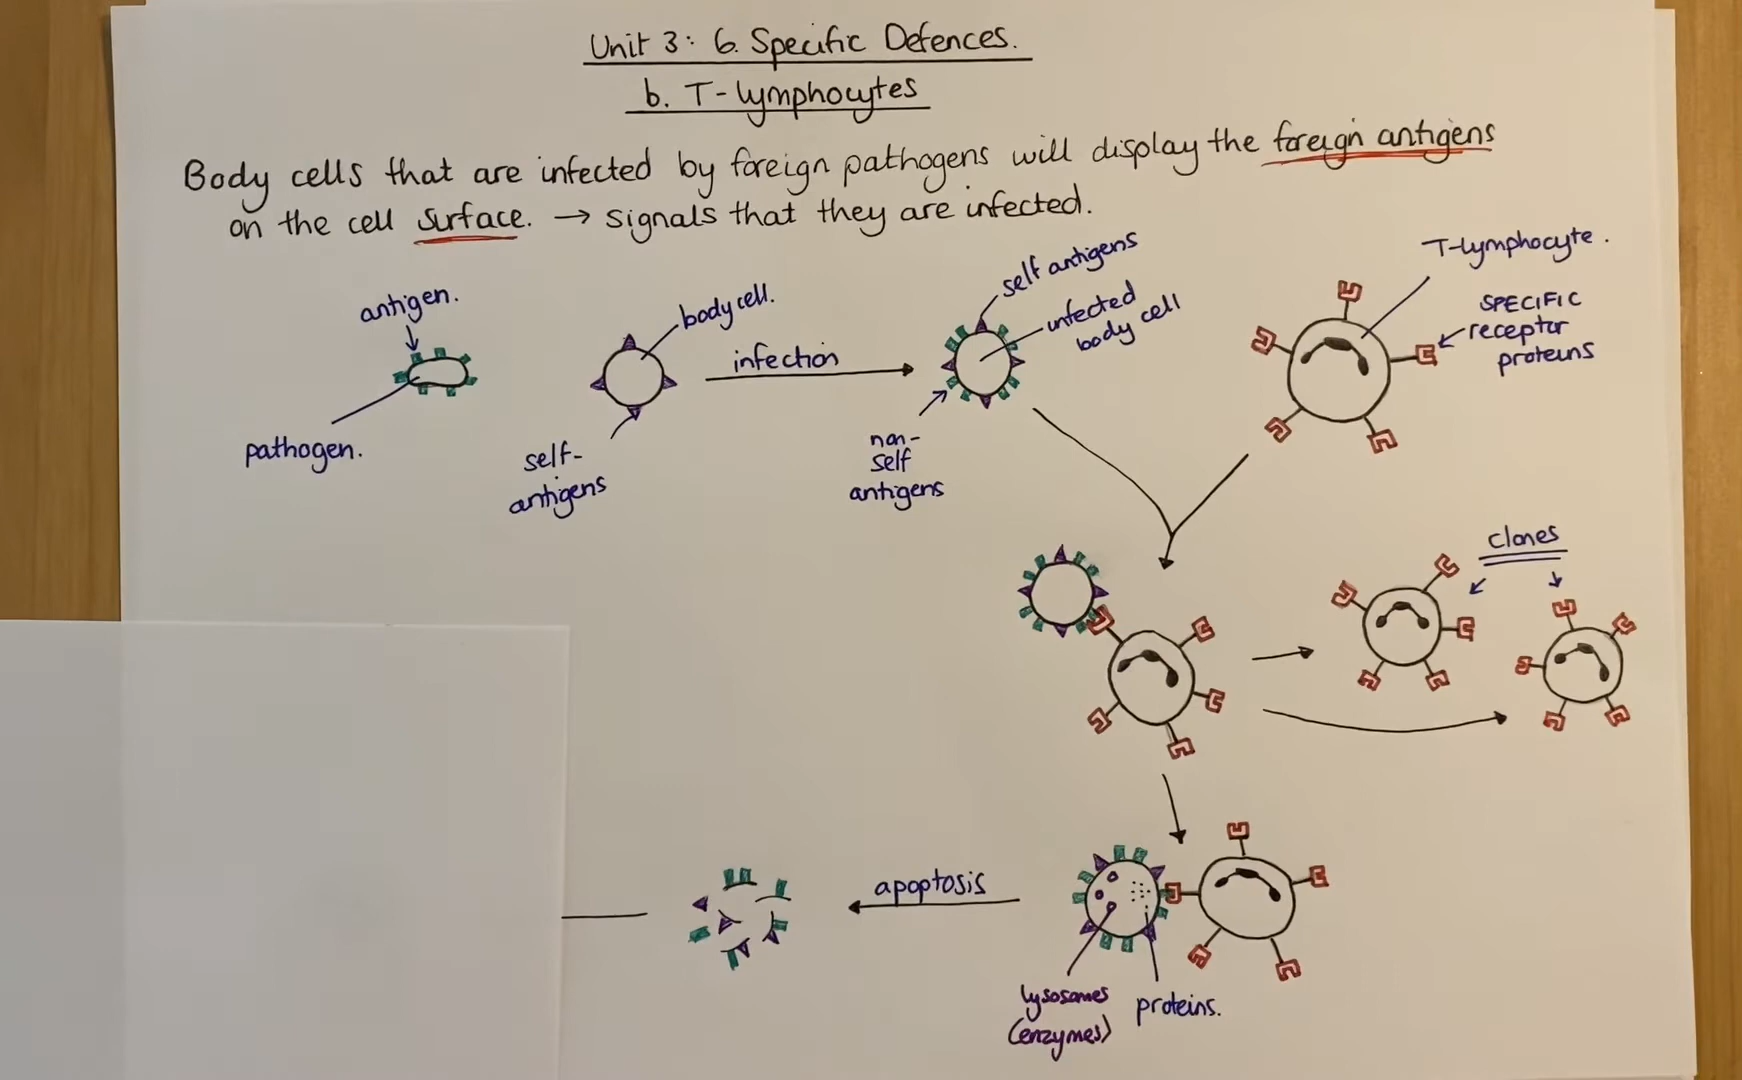 Unit 3: 6. Specific Defences.
b. T-lymphocytes
Body cells that are infected by foreign pathogens will display the foreign antigens
on the cell surface. → signals that they are infected.
antigen.
pathogen.
body cell.
self-
antigens
infection
self antigens
infected
body cell
non-
self
antigens
T-lymphocyte.
SPECIFIC
receptor
proteins
clones
apoptosis
lysosomes
(enzymes)
proteins.